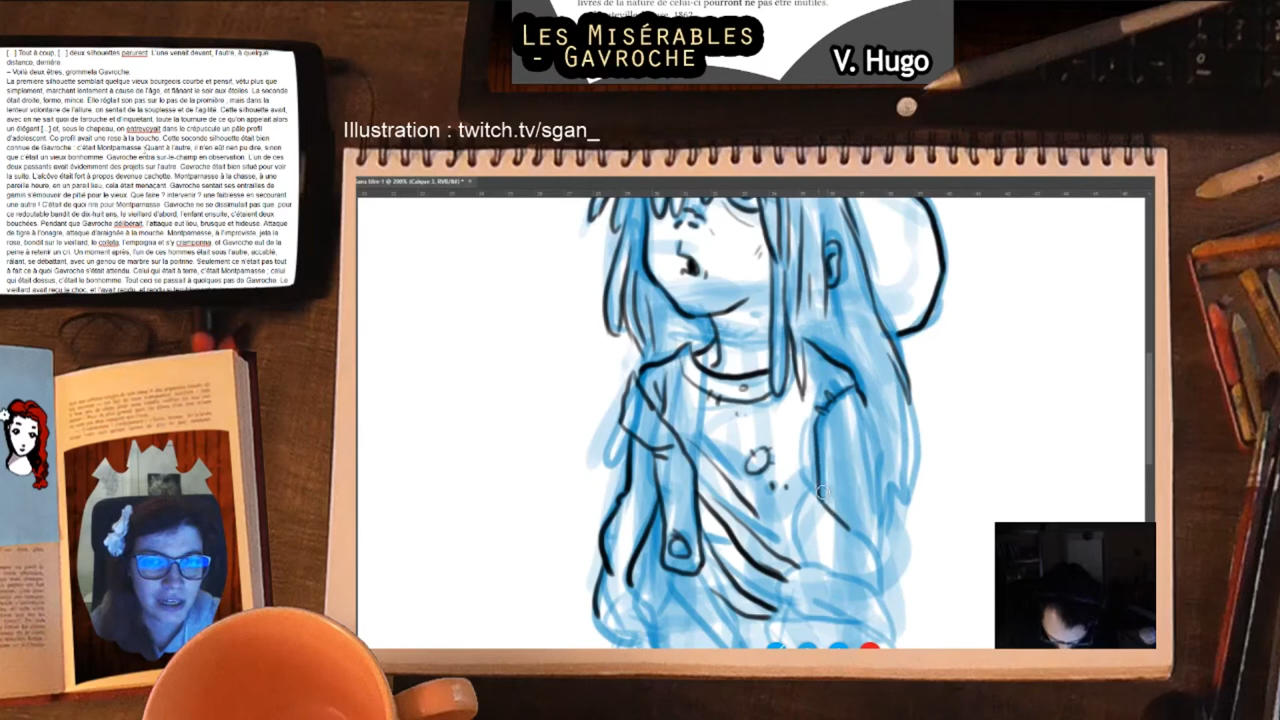 livres de la nature de celui-ci pourront ne pas être inutiles.
Les Misérables
- Gavroche
V. Hugo
Illustration : twitch.tv/sgan_
[...] Tout à coup, [...] deux silhouettes parurent. L'une venait devant, l'autre, à quelque
distance, derrière.
– Voilà deux êtres, grommela Gavroche.
La première silhouette semblait quelque vieux bourgeois courbé et pensif, vêtu plus que
simplement, marchant lentement à cause de l'âge, et flânant le soir aux étoiles. La seconde
était droite, ferme, mince. Elle réglait son pas sur le pas de la première ; mais dans la
lenteur volontaire de l'allure, on sentait de la souplesse et de l'agilité. Cette silhouette avait,
avec on ne sait quoi de farouche et d'inquiétant, toute la tournure de ce qu'on appelait alors
un élégant [...] et, sous le chapeau, on entrevoyait dans le crépuscule un pâle profil
d'adolescent. Ce profil avait une rose à la bouche. Cette seconde silhouette était bien
connue de Gavroche : c'était Montparnasse. Quant à l'autre, il n'en eût rien pu dire, sinon
que c'était un vieux bonhomme. Gavroche entra sur-le-champ en observation. L'un de ces
deux passants avait évidemment des projets sur l'autre. Gavroche était bien situé pour voir
la suite. L'alcôve était fort à propos devenue cachette. Montparnasse à la chasse, à une
pareille heure, en un pareil lieu, cela était menaçant. Gavroche sentait ses entrailles de
gamin s'émouvoir de pitié pour le vieux. Que faire ? intervenir ? une faiblesse en secourant
une autre ! C'était de quoi rire pour Montparnasse. Gavroche ne se dissimulait pas que, pour
ce redoutable bandit de dix-huit ans, le vieillard d'abord, l'enfant ensuite, c'étaient deux
bouchées. Pendant que Gavroche délibérait, l'attaque eut lieu, brusque et hideuse. Attaque
de tigre à l'onagre, attaque d'araignée à la mouche. Montparnasse, à l'improviste, jeta la
rose, bondit sur le vieillard, le colleta, l'empoigna et s'y cramponna, et Gavroche eut de la
peine à retenir un cri. Un moment après, l'un de ces hommes était sous l'autre, accablé,
râlant, se débattant, avec un genou de marbre sur la poitrine. Seulement ce n'était pas tout
à fait ce à quoi Gavroche s'était attendu. Celui qui était à terre, c'était Montparnasse ; celui
qui était dessus, c'était le bonhomme. Tout ceci se passait à quelques pas de Gavroche. Le